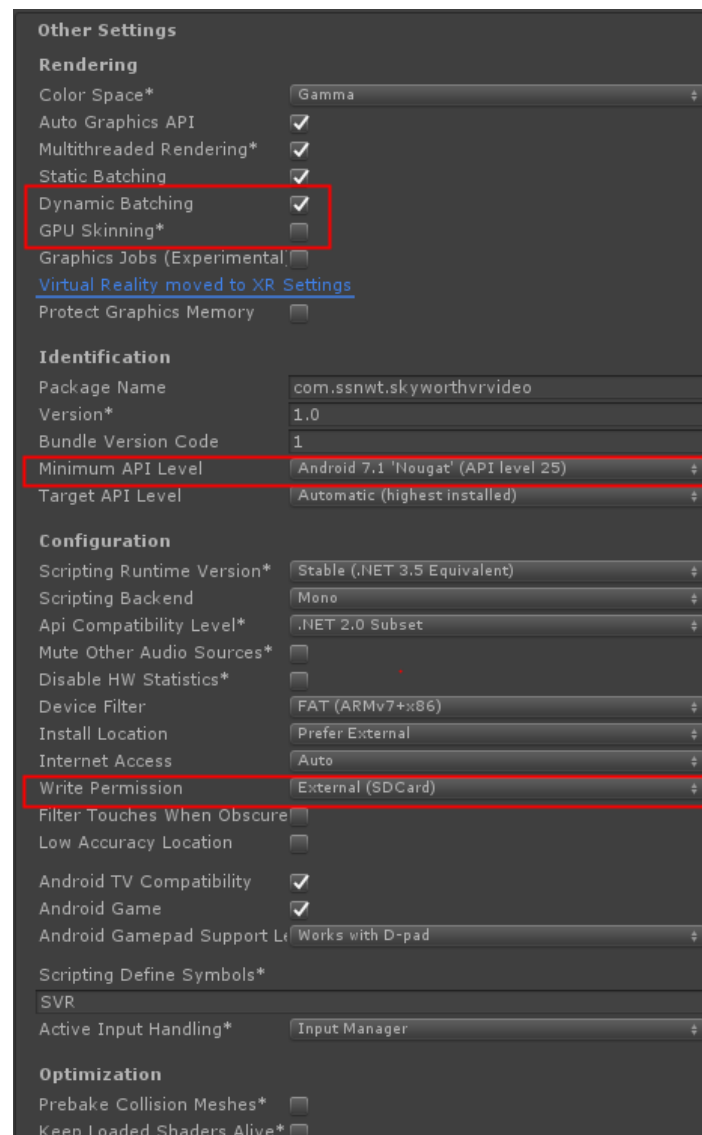 Other Settings
Rendering
Color Space* Gamma
Auto Graphics API
Multithreaded Rendering*
Static Batching
Dynamic Batching
GPU Skinning*
Graphics Jobs (Experimental)
Virtual Reality moved to XR Settings
Protect Graphics Memory
Identification
Package Name com.ssnwt.skyworthvrvideo
Version* 1.0
Bundle Version Code 1
Minimum API Level Android 7.1 'Nougat' (API level 25)
Target API Level Automatic (highest installed)
Configuration
Scripting Runtime Version* Stable (.NET 3.5 Equivalent)
Scripting Backend Mono
Api Compatibility Level* .NET 2.0 Subset
Mute Other Audio Sources*
Disable HW Statistics*
Device Filter FAT (ARMv7+x86)
Install Location Prefer External
Internet Access Auto
Write Permission External (SDCard)
Filter Touches When Obscure
Low Accuracy Location
Android TV Compatibility
Android Game
Android Gamepad Support Le Works with D-pad
Scripting Define Symbols*
SVR
Active Input Handling* Input Manager
Optimization
Prebake Collision Meshes*
Keep Loaded Shaders Alive*